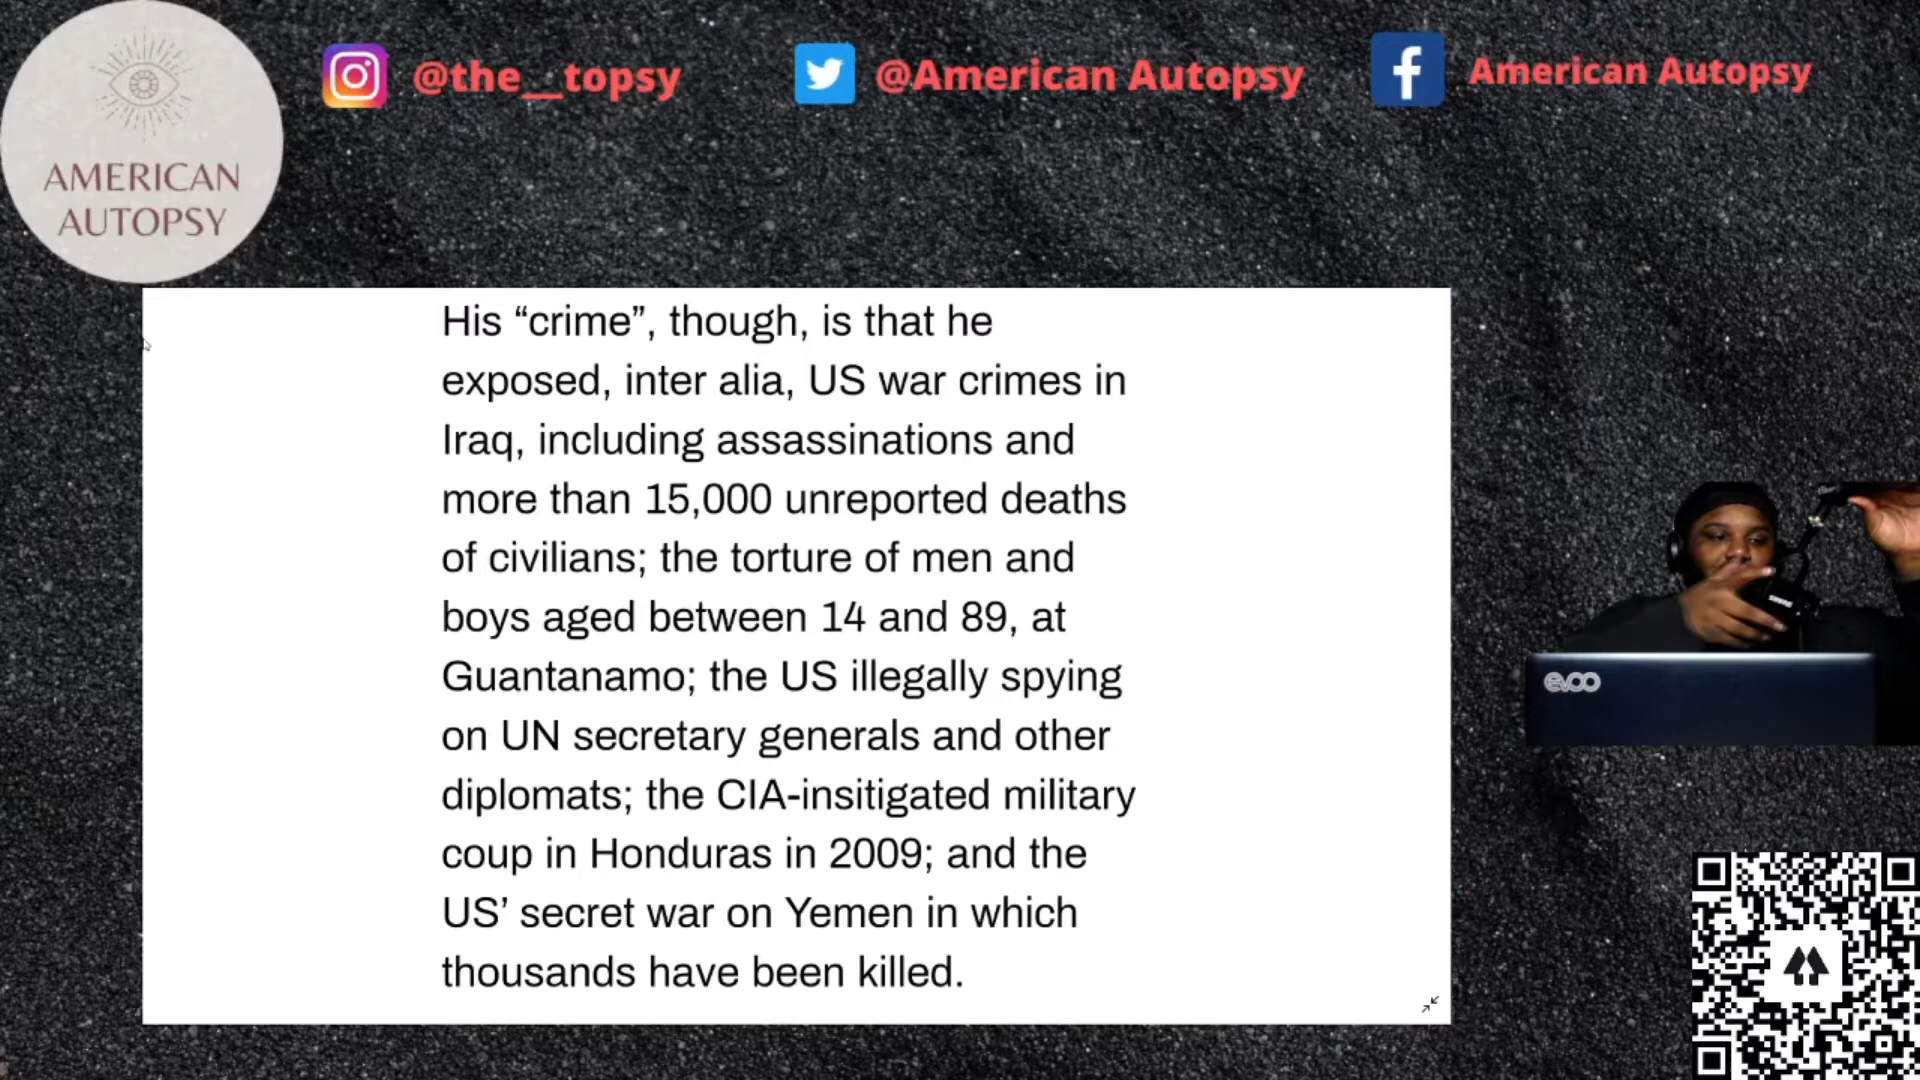 AMERICAN
AUTOPSY
@the__topsy
@American Autopsy
American Autopsy
His “crime”, though, is that he
exposed, inter alia, US war crimes in
Iraq, including assassinations and
more than 15,000 unreported deaths
of civilians; the torture of men and
boys aged between 14 and 89, at
Guantanamo; the US illegally spying
on UN secretary generals and other
diplomats; the CIA-insitigated military
coup in Honduras in 2009; and the
US’ secret war on Yemen in which
thousands have been killed.
SHURE
evoo